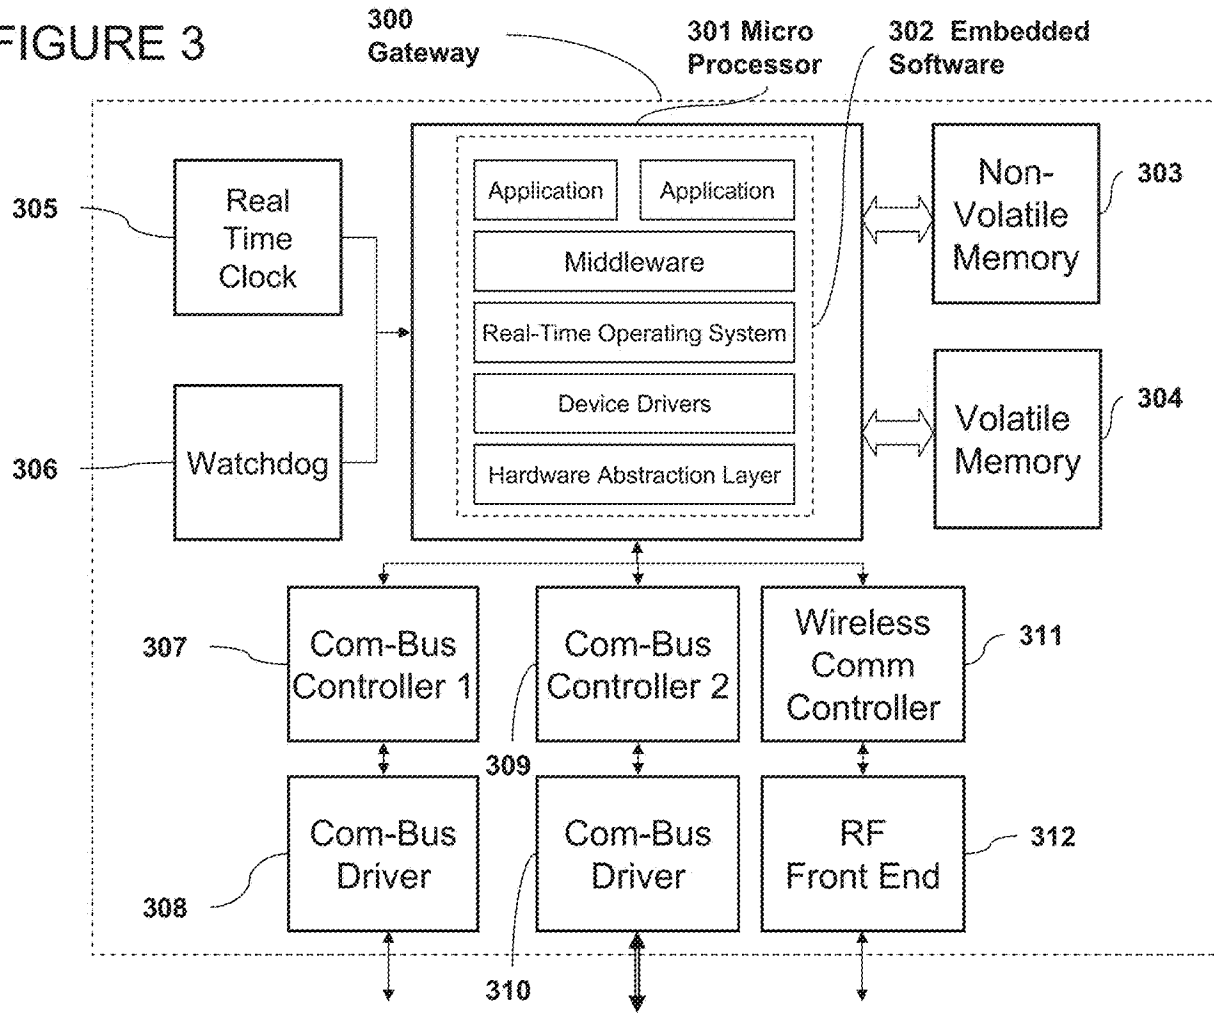 FIGURE 3
300
Gateway
301 Micro
Processor
302 Embedded
Software
305
Real
Time
Clock
Application
Application
Non-
Volatile
Memory
303
Middleware
Real-Time Operating System
306
Watchdog
Device Drivers
Volatile
Memory
304
Hardware Abstraction Layer
307
Com-Bus
Controller 1
309
Com-Bus
Controller 2
Wireless
Comm
Controller
311
308
Com-Bus
Driver
310
Com-Bus
Driver
RF
Front End
312